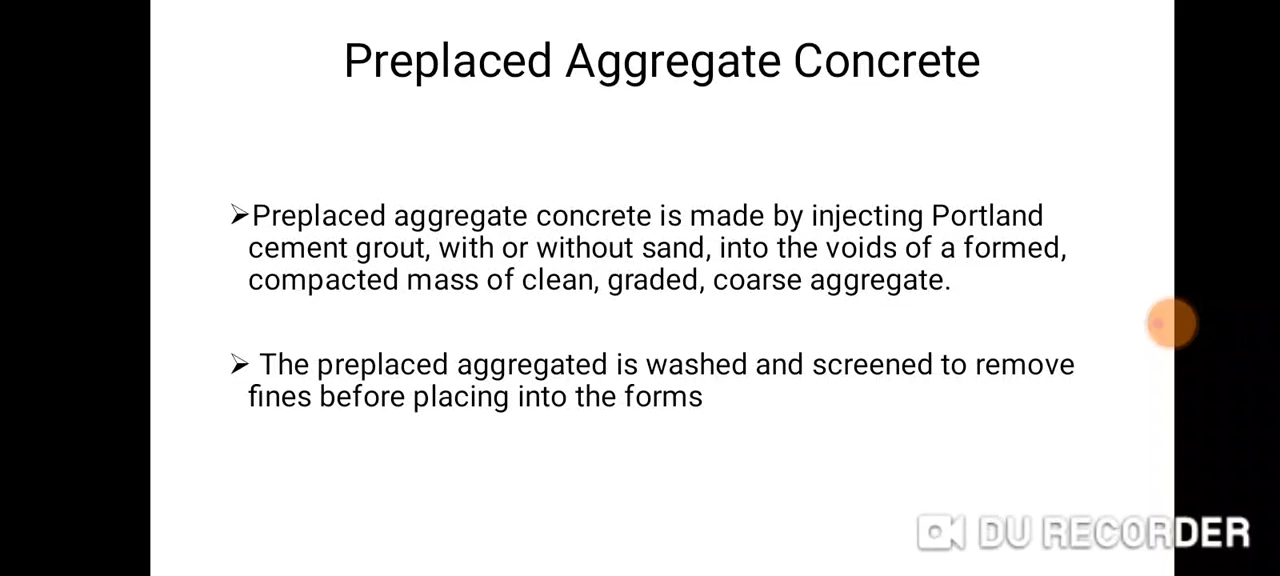 Preplaced Aggregate Concrete
➢Preplaced aggregate concrete is made by injecting Portland
cement grout, with or without sand, into the voids of a formed,
compacted mass of clean, graded, coarse aggregate.
➢ The preplaced aggregated is washed and screened to remove
fines before placing into the forms
DU RECORDER